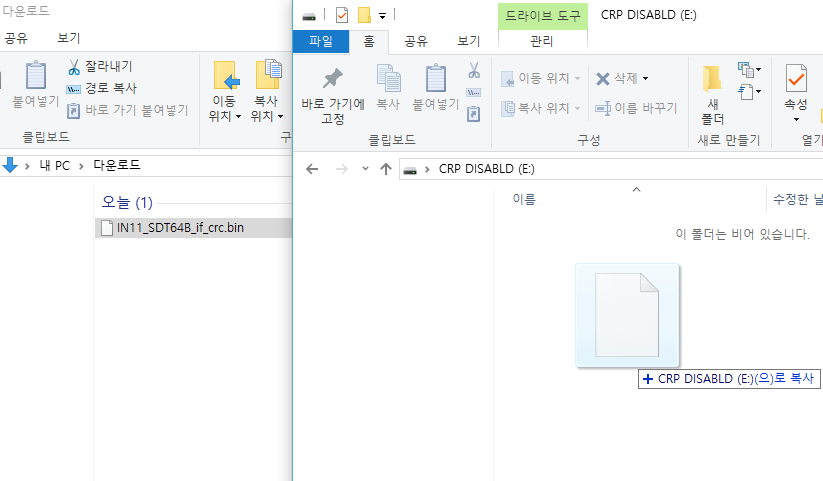 다운로드
공유 보기
붙여넣기
잘라내기
경로 복사
바로 가기 붙여넣기
이동 위치
복사 위치
클립보드
구
내 PC > 다운로드
오늘 (1)
IN11_SDT64B_if_crc.bin
드라이브 도구 CRP DISABLD (E:)
파일 홈 공유 보기 관리
바로 가기에 고정
복사
붙여넣기
이동 위치
복사 위치
삭제
이름 바꾸기
새 폴더
속성
클립보드 구성 새로 만들기 열기
CRP DISABLD (E:)
이름 수정한 날
이 폴더는 비어 있습니다.
CRP DISABLD (E:)(으)로 복사